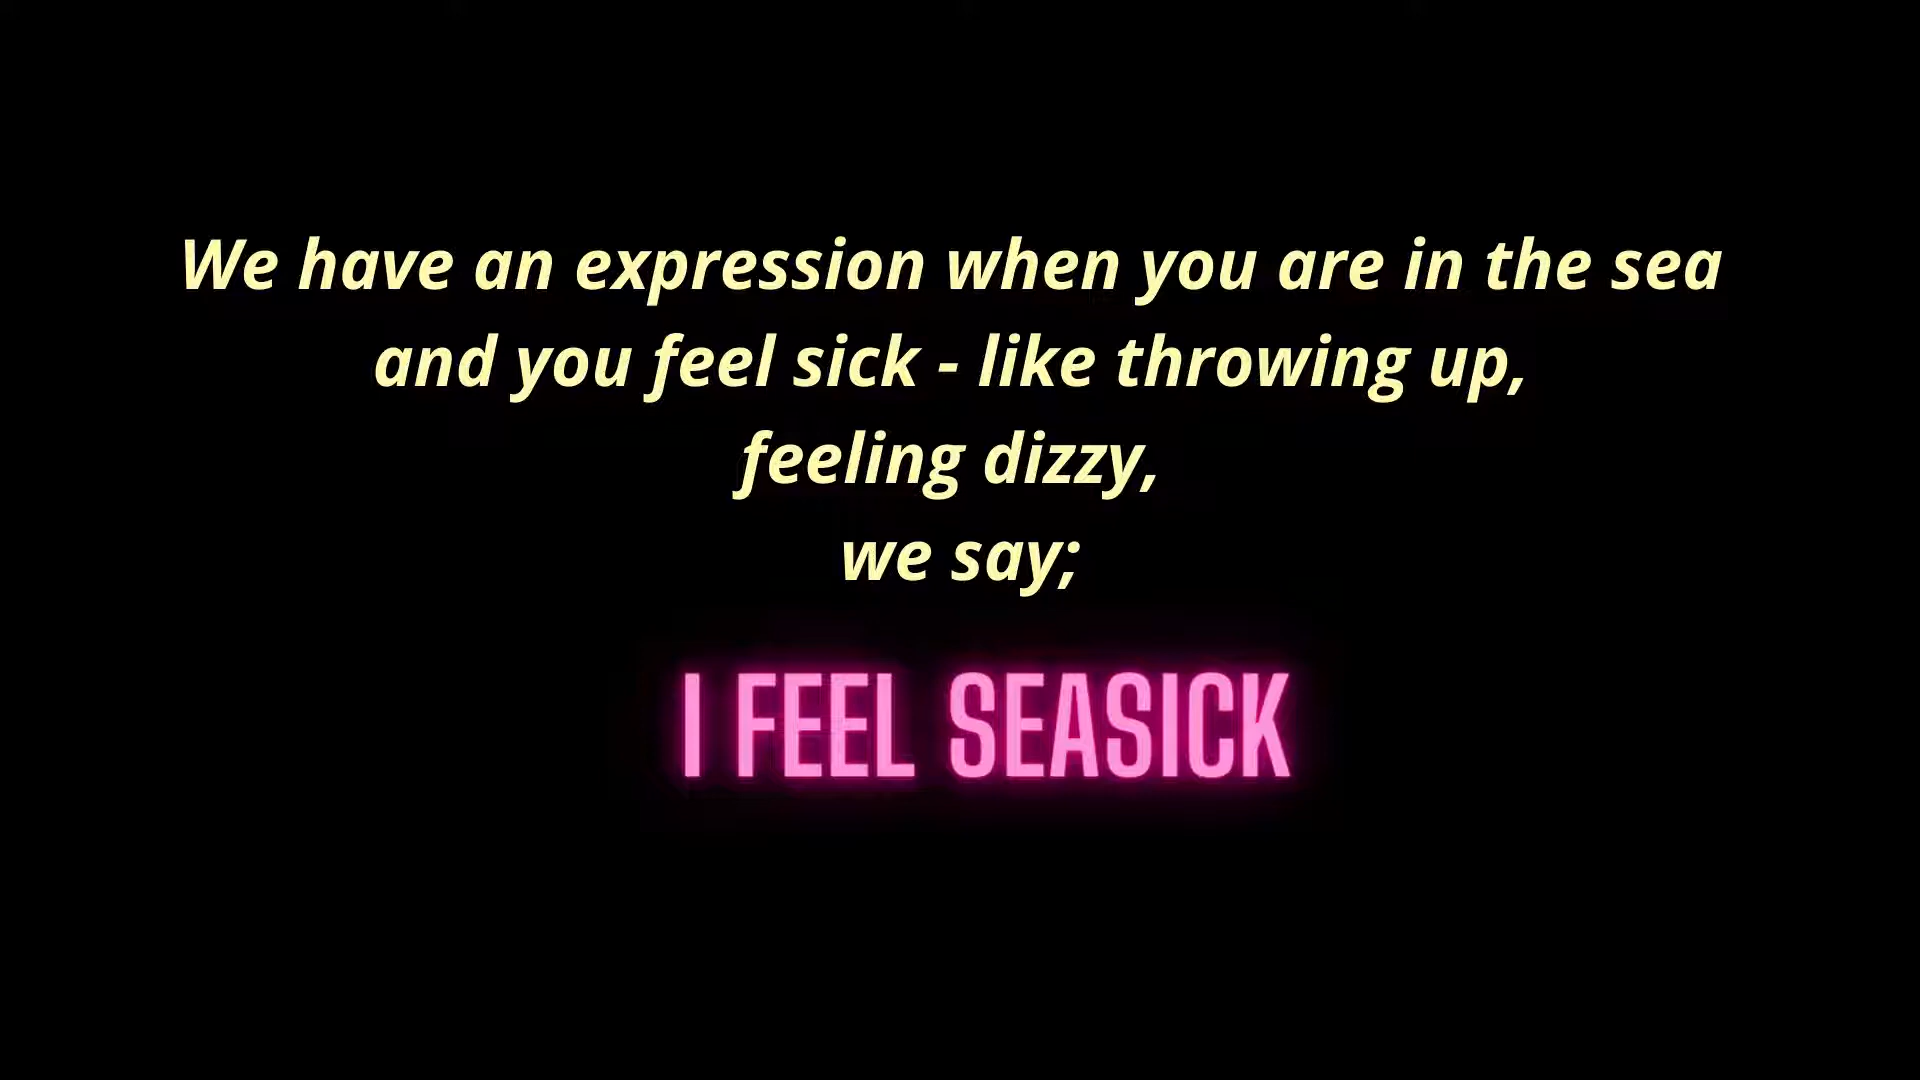 We have an expression when you are in the sea
and you feel sick - like throwing up,
feeling dizzy,
we say;
I FEEL SEASICK